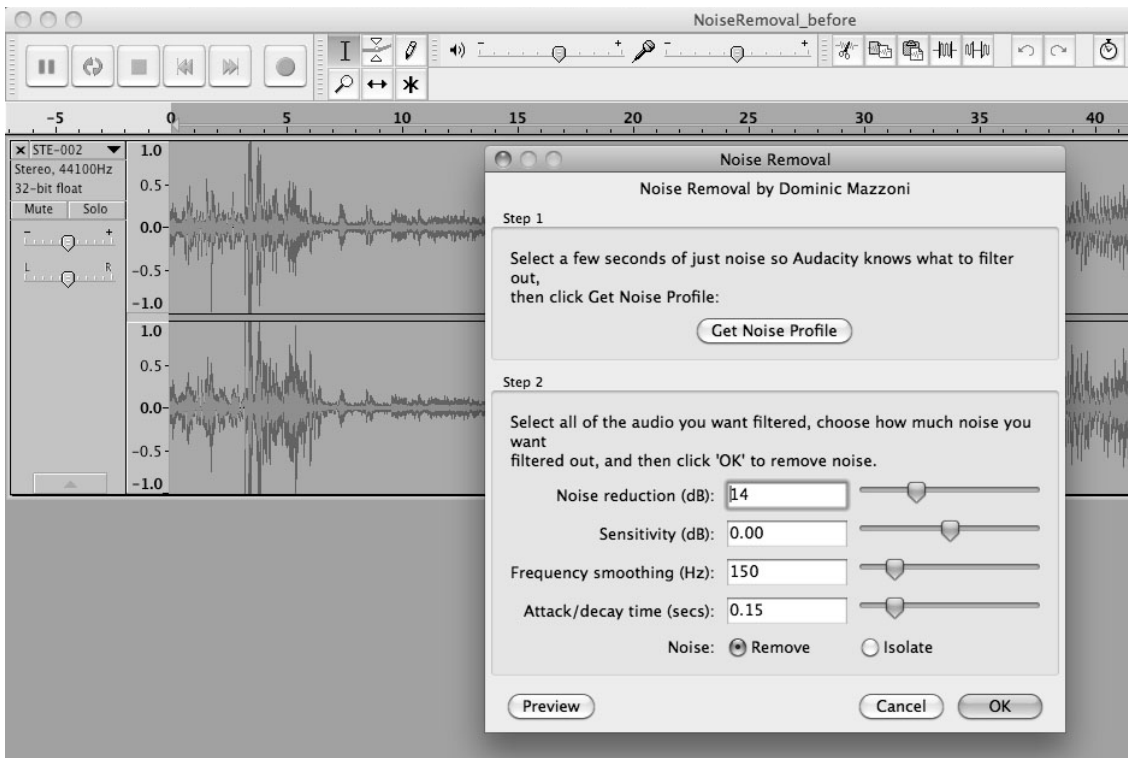 NoiseRemoval_before
-5 0 5 10 15 20 25 30 35 40
× STE-002
Stereo, 44100Hz
32-bit float
Mute Solo
- +
L R
1.0
0.5
0.0
-0.5
-1.0
1.0
0.5
0.0
-0.5
-1.0
Noise Removal
Noise Removal by Dominic Mazzoni
Step 1
Select a few seconds of just noise so Audacity knows what to filter
out,
then click Get Noise Profile:
Get Noise Profile
Step 2
Select all of the audio you want filtered, choose how much noise you
want
filtered out, and then click 'OK' to remove noise.
Noise reduction (dB): 14
Sensitivity (dB): 0.00
Frequency smoothing (Hz): 150
Attack/decay time (secs): 0.15
Noise: Remove Isolate
Preview Cancel OK